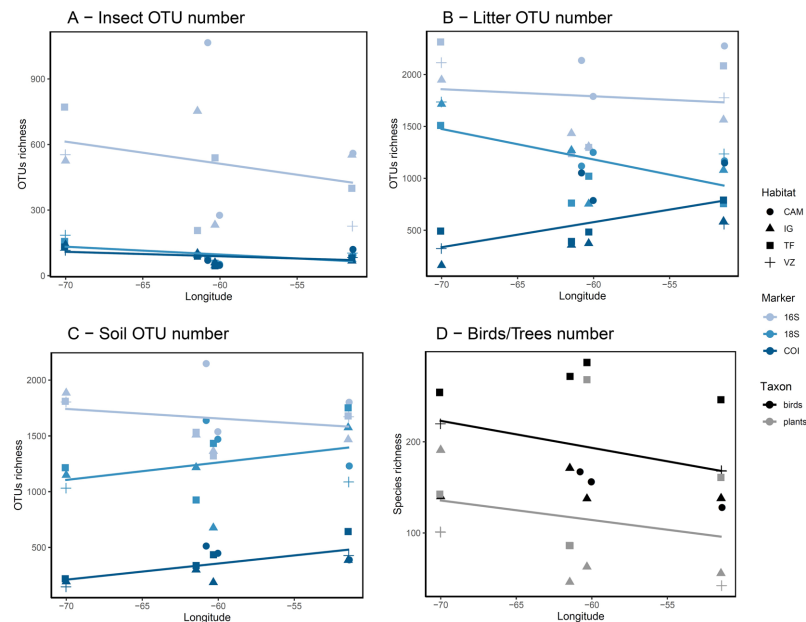 A – Insect OTU number
B – Litter OTU number
OTUs richness
900
600
300
0
−70
−65
−60
−55
Longitude
OTUs richness
2000
1500
1000
500
−70
−65
−60
−55
Longitude
C – Soil OTU number
D – Birds/Trees number
OTUs richness
2000
1500
1000
500
−70
−65
−60
−55
Longitude
Species richness
200
100
−70
−65
−60
−55
Longitude
Habitat
CAM
IG
TF
VZ
Marker
16S
18S
COI
Taxon
birds
plants